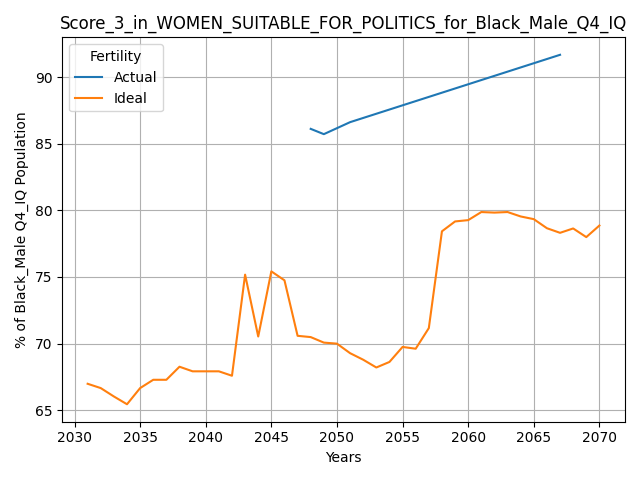 Score_3_in_WOMEN_SUITABLE_FOR_POLITICS_for_Black_Male_Q4_IQ
Fertility
Actual
Ideal
% of Black_Male Q4_IQ Population
90
85
80
75
70
65
2030 2035 2040 2045 2050 2055 2060 2065 2070
Years